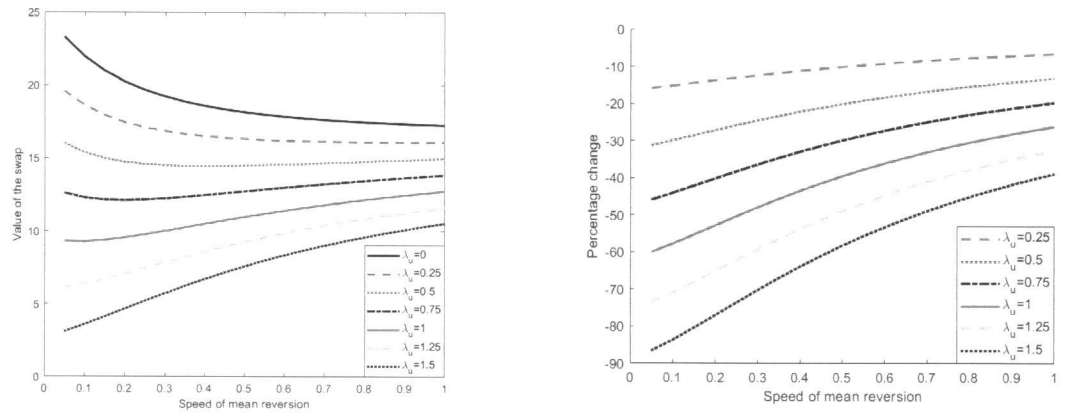 25
20
15
10
5
0
Value of the swap
0 0.1 0.2 0.3 0.4 0.5 0.6 0.7 0.8 0.9 1
Speed of mean reversion
λu=0
λu=0.25
λu=0.5
λu=0.75
λu=1
λu=1.25
λu=1.5
0
-10
-20
-30
-40
-50
-60
-70
-80
-90
Percentage change
0 0.1 0.2 0.3 0.4 0.5 0.6 0.7 0.8 0.9 1
Speed of mean reversion
λu=0.25
λu=0.5
λu=0.75
λu=1
λu=1.25
λu=1.5